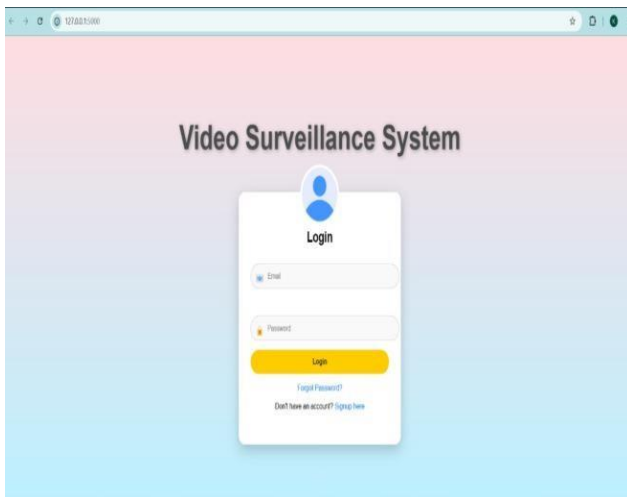 127.0.0.1:5000
Video Surveillance System
Login
Email
Password
Login
Forgot Password?
Don't have an account? Signup here